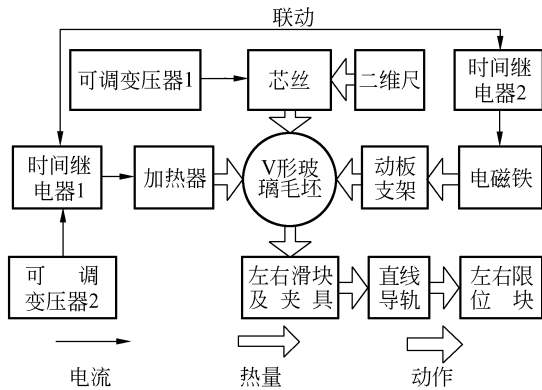 联动
可调变压器1
芯丝
二维尺
时间继
电器2
时间继
电器1
加热器
V形玻
璃毛坯
动板
支架
电磁铁
可 调
变压器2
左右滑块
及 夹 具
直线
导轨
左右限
位 块
电流
热量
动作